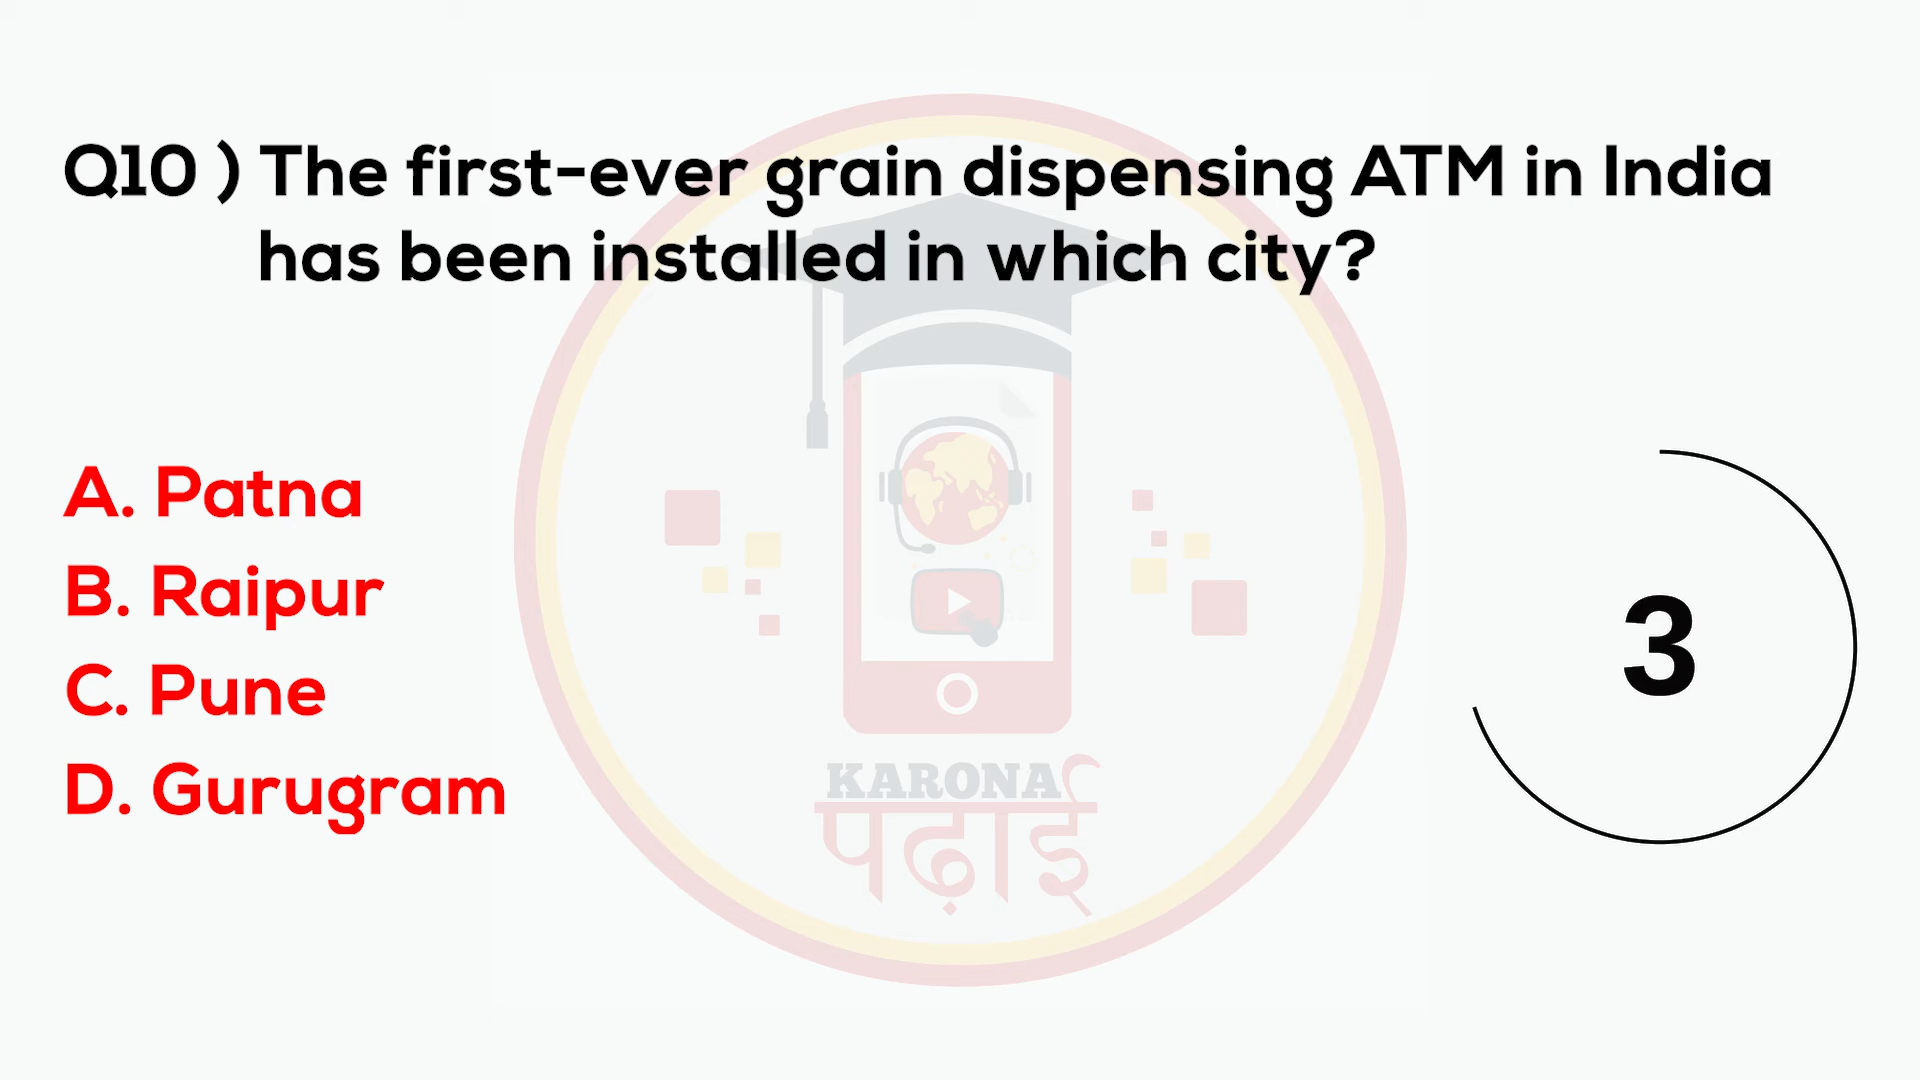 Q10 ) The first-ever grain dispensing ATM in India
has been installed in which city?
A. Patna
B. Raipur
C. Pune
D. Gurugram
3
KARONA
पढ़ाई